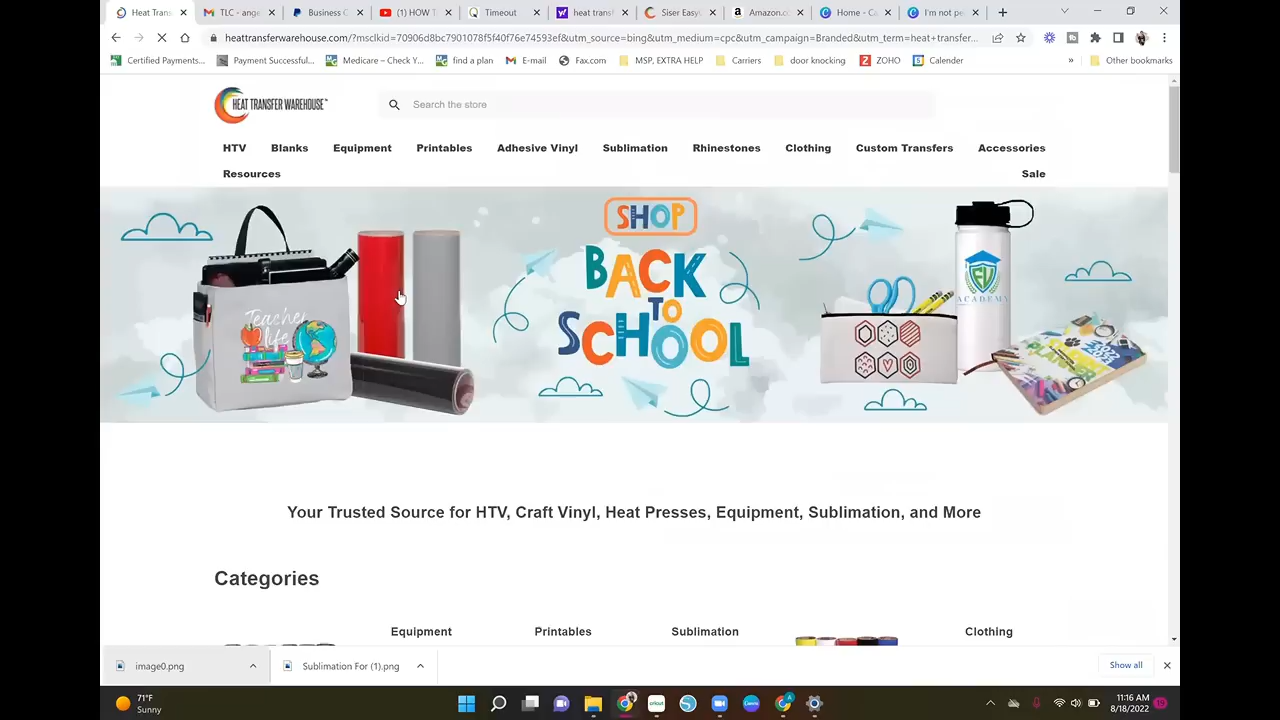 Heat Trans
TLC - ange
Business G
(1) HOW T
Timeout
heat transf
Siser EasyW
Amazon.co
Home - Ca
I'm not pe
heattransferwarehouse.com/?msclkid=70906d8bc7901078f5f40f76e74593ef&utm_source=bing&utm_medium=cpc&utm_campaign=Branded&utm_term=heat+transfer...
Certified Payments...
Payment Successful...
Medicare – Check Y...
find a plan
E-mail
Fax.com
MSP, EXTRA HELP
Carriers
door knocking
ZOHO
Calender
»
Other bookmarks
HEAT TRANSFER WAREHOUSE™
Search the store
HTV Blanks Equipment Printables Adhesive Vinyl Sublimation Rhinestones Clothing Custom Transfers Accessories
Resources Sale
SHOP
BACK
TO
SCHOOL
Teacher
life
ACADEMY
Your Trusted Source for HTV, Craft Vinyl, Heat Presses, Equipment, Sublimation, and More
Categories
Equipment Printables Sublimation Clothing
image0.png
Sublimation For (1).png
Show all
71°F
Sunny
cricut
11:16 AM
8/18/2022